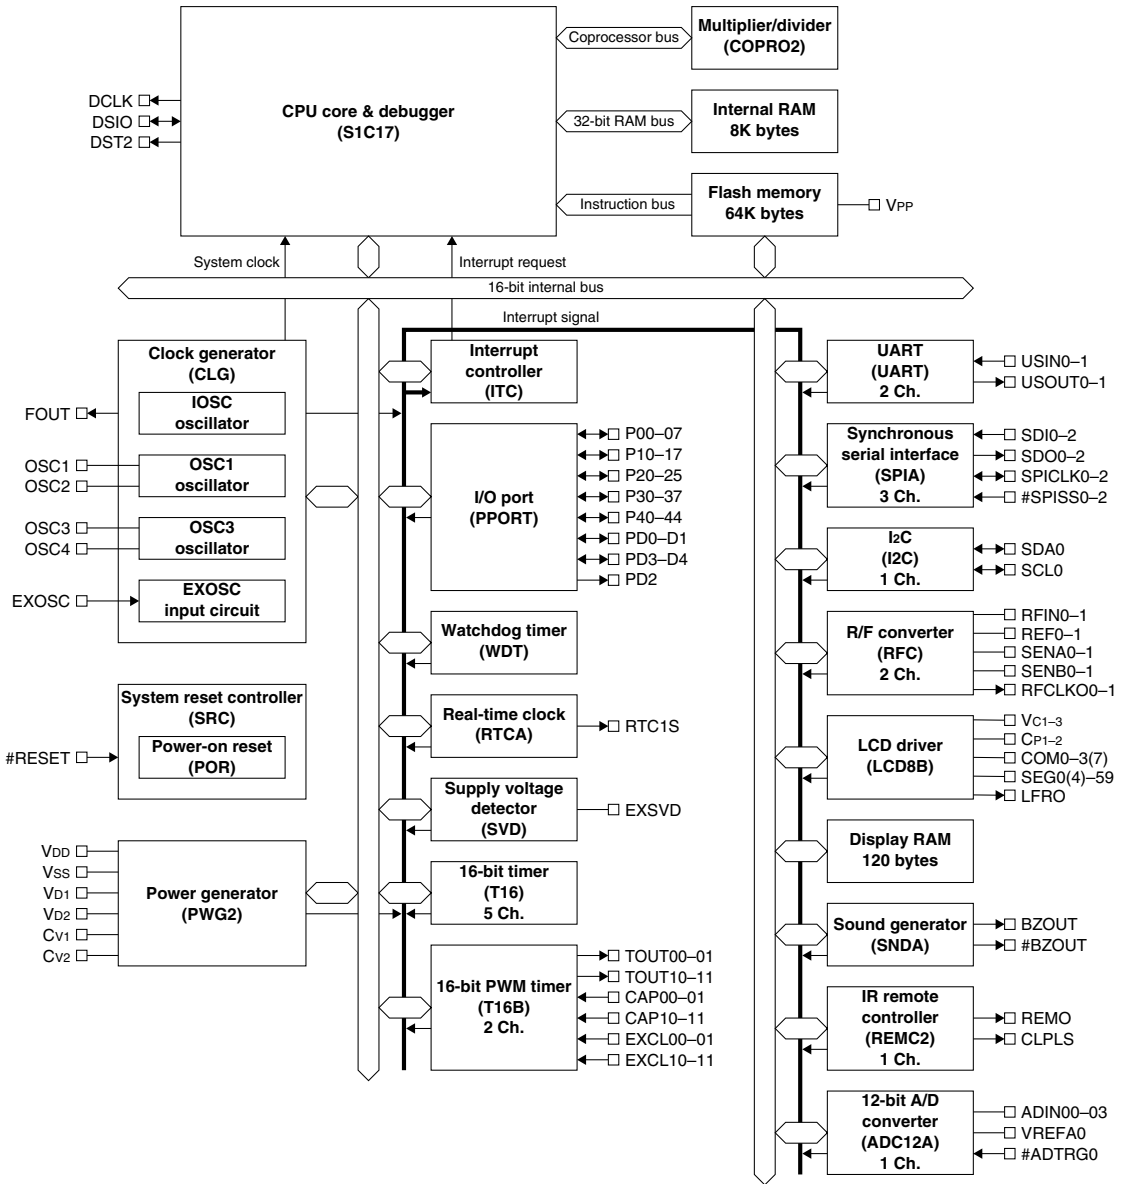 CPU core & debugger
(S1C17)
DCLK
DSIO
DST2
Coprocessor bus
Multiplier/divider
(COPRO2)
32-bit RAM bus
Internal RAM
8K bytes
Instruction bus
Flash memory
64K bytes
VPP
System clock
Interrupt request
16-bit internal bus
Interrupt signal
Clock generator
(CLG)
IOSC
oscillator
OSC1
oscillator
OSC3
oscillator
EXOSC
input circuit
FOUT
OSC1
OSC2
OSC3
OSC4
EXOSC
System reset controller
(SRC)
Power-on reset
(POR)
#RESET
Power generator
(PWG2)
VDD
VSS
VD1
VD2
CV1
CV2
Interrupt
controller
(ITC)
I/O port
(PPORT)
P00–07
P10–17
P20–25
P30–37
P40–44
PD0–D1
PD3–D4
PD2
Watchdog timer
(WDT)
Real-time clock
(RTCA)
RTC1S
Supply voltage
detector
(SVD)
EXSVD
16-bit timer
(T16)
5 Ch.
16-bit PWM timer
(T16B)
2 Ch.
TOUT00–01
TOUT10–11
CAP00–01
CAP10–11
EXCL00–01
EXCL10–11
UART
(UART)
2 Ch.
USIN0–1
USOUT0–1
Synchronous
serial interface
(SPIA)
3 Ch.
SDI0–2
SDO0–2
SPICLK0–2
#SPISS0–2
I2C
(I2C)
1 Ch.
SDA0
SCL0
R/F converter
(RFC)
2 Ch.
RFIN0–1
REF0–1
SENA0–1
SENB0–1
RFCLKO0–1
LCD driver
(LCD8B)
VC1–3
CP1–2
COM0–3(7)
SEG0(4)–59
LFRO
Display RAM
120 bytes
Sound generator
(SNDA)
BZOUT
#BZOUT
IR remote
controller
(REMC2)
1 Ch.
REMO
CLPLS
12-bit A/D
converter
(ADC12A)
1 Ch.
ADIN00–03
VREFA0
#ADTRG0